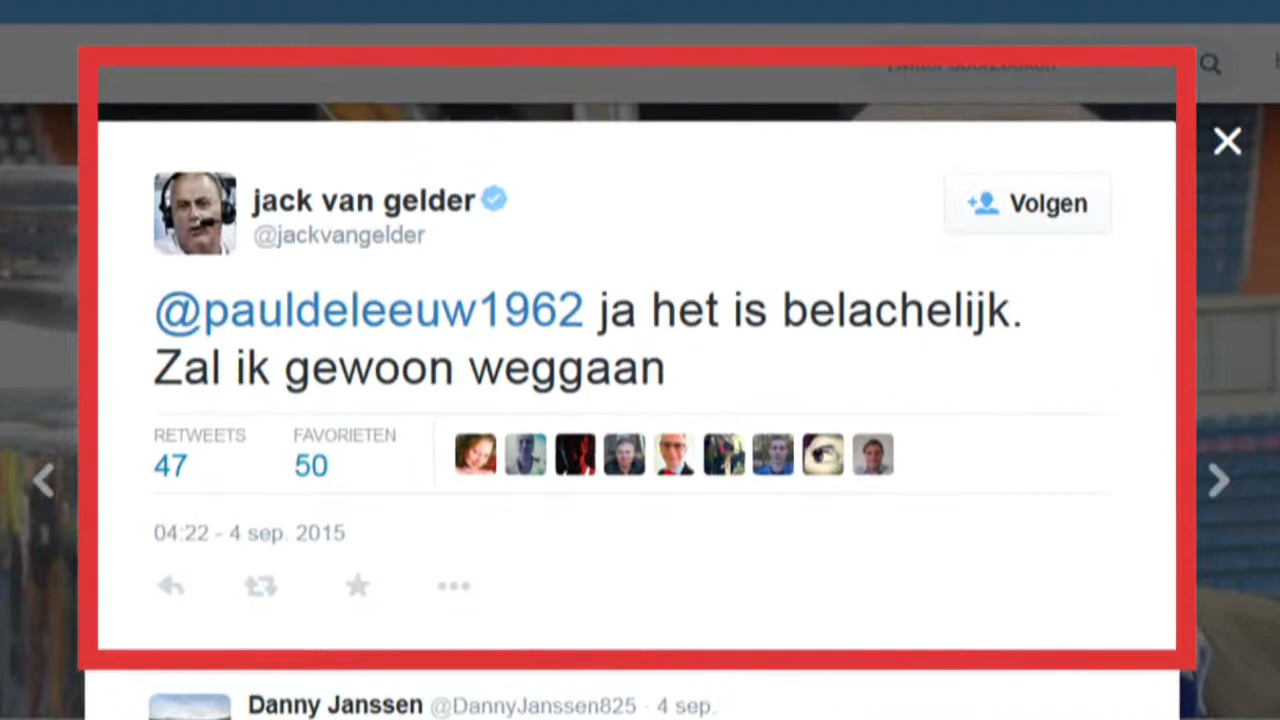 jack van gelder
@jackvangelder
Volgen
@pauldeleeuw1962 ja het is belachelijk.
Zal ik gewoon weggaan
RETWEETS
FAVORIETEN
47
50
04:22 - 4 sep. 2015
Danny Janssen @DannyJanssen825 · 4 sep.